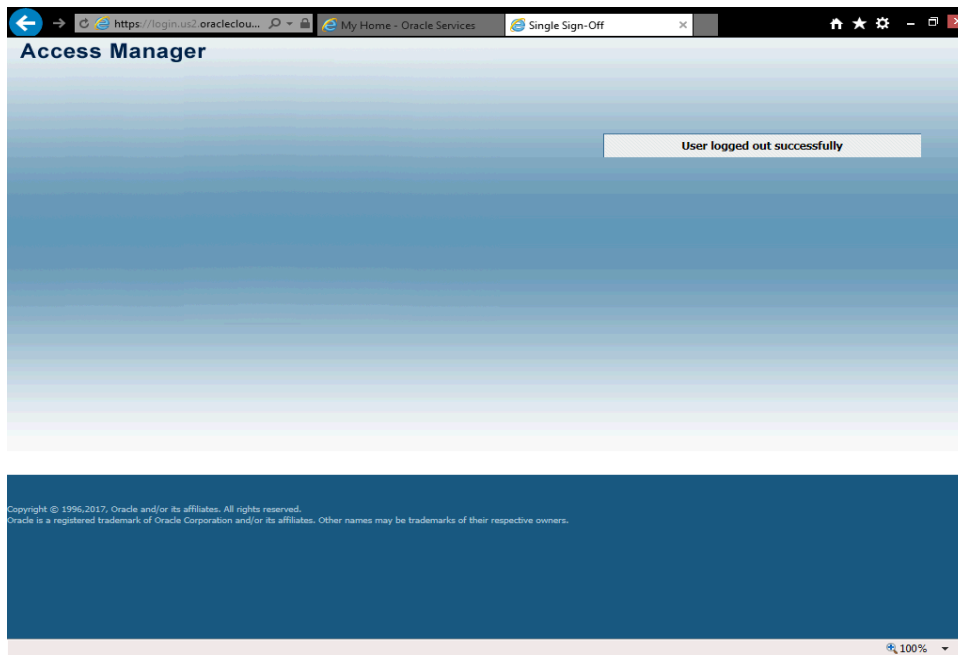 https://login.us2.oracleclou...
My Home - Oracle Services
Single Sign-Off
Access Manager
User logged out successfully
Copyright © 1996,2017, Oracle and/or its affiliates. All rights reserved.
Oracle is a registered trademark of Oracle Corporation and/or its affiliates. Other names may be trademarks of their respective owners.
100%